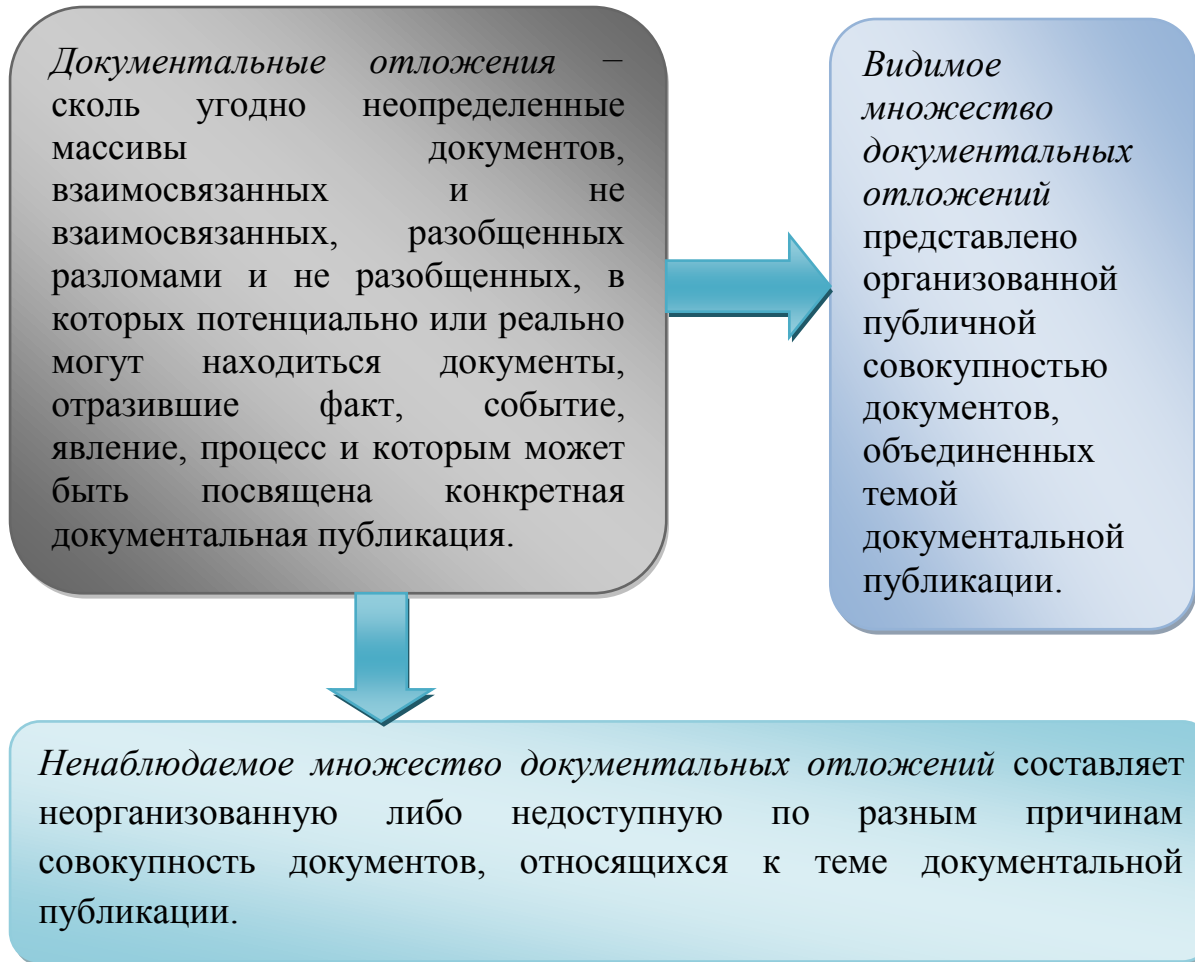 Документальные отложения –
сколь угодно неопределенные
массивы документов,
взаимосвязанных и не
взаимосвязанных, разобщенных
разломами и не разобщенных, в
которых потенциально или реально
могут находиться документы,
отразившие факт, событие,
явление, процесс и которым может
быть посвящена конкретная
документальная публикация.
Видимое
множество
документальных
отложений
представлено
организованной
публичной
совокупностью
документов,
объединенных
темой
документальной
публикации.
Ненаблюдаемое множество документальных отложений составляет
неорганизованную либо недоступную по разным причинам
совокупность документов, относящихся к теме документальной
публикации.